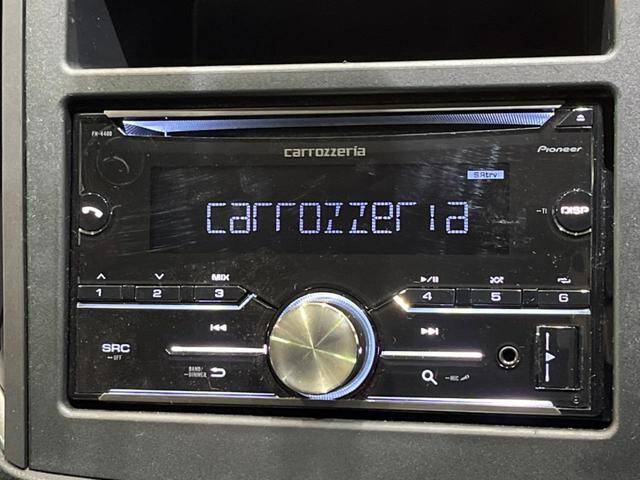 FH-4400
carrozzeria
Pioneer
S.Rtrv
carrozzeria
TI
DISP
MIX
1 2 3
4 5 6
SRC
OFF
BAND/
DIMMER
MIC